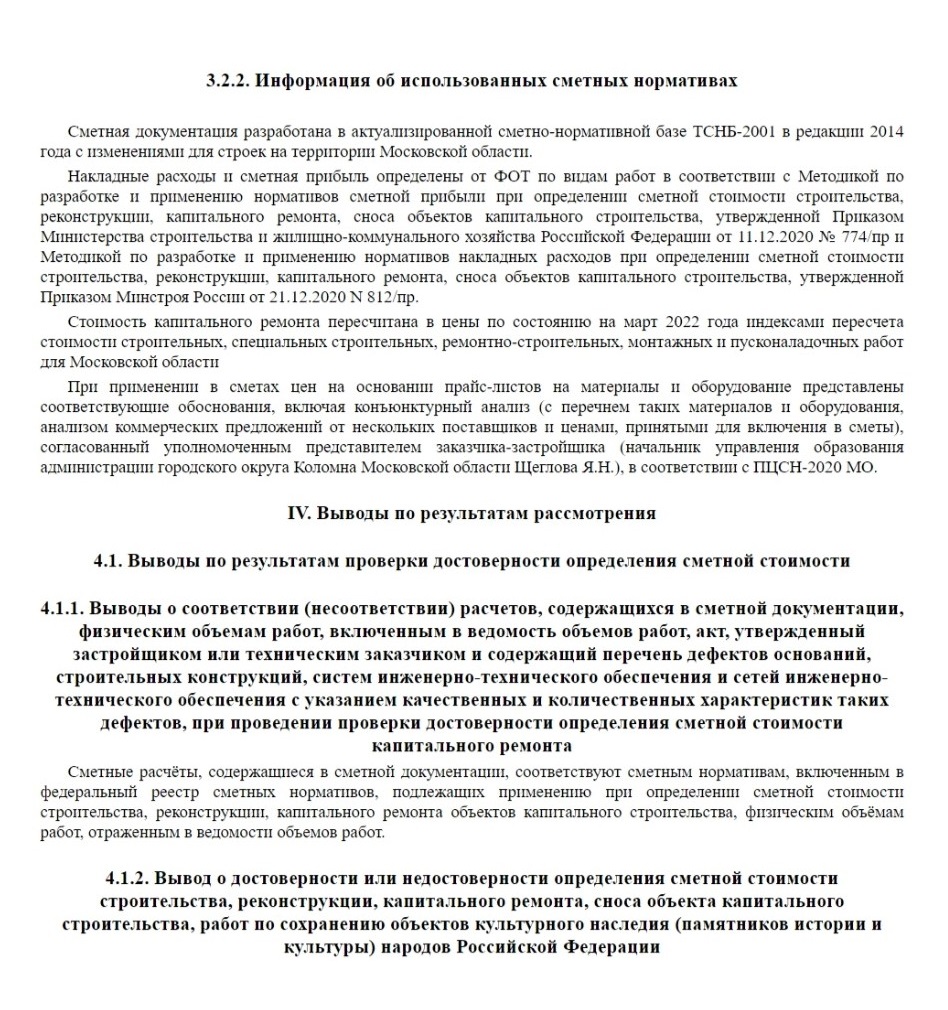 3.2.2. Информация об использованных сметных нормативах
Сметная документация разработана в актуализированной сметно-нормативной базе ТСНБ-2001 в редакции 2014
года с изменениями для строек на территории Московской области.
Накладные расходы и сметная прибыль определены от ФОТ по видам работ в соответствии с Методикой по
разработке и применению нормативов сметной прибыли при определении сметной стоимости строительства,
реконструкции, капитального ремонта, сноса объектов капитального строительства, утвержденной Приказом
Министерства строительства и жилищно-коммунального хозяйства Российской Федерации от 11.12.2020 № 774/пр и
Методикой по разработке и применению нормативов накладных расходов при определении сметной стоимости
строительства, реконструкции, капитального ремонта, сноса объектов капитального строительства, утвержденной
Приказом Минстроя России от 21.12.2020 N 812/пр.
Стоимость капитального ремонта пересчитана в цены по состоянию на март 2022 года индексами пересчета
стоимости строительных, специальных строительных, ремонтно-строительных, монтажных и пусконаладочных работ
для Московской области
При применении в сметах цен на основании прайс-листов на материалы и оборудование представлены
соответствующие обоснования, включая конъюнктурный анализ (с перечнем таких материалов и оборудования,
анализом коммерческих предложений от нескольких поставщиков и ценами, принятыми для включения в сметы),
согласованный уполномоченным представителем заказчика-застройщика (начальник управления образования
администрации городского округа Коломна Московской области Щеглова Я.Н.), в соответствии с ПЦСН-2020 МО.
IV. Выводы по результатам рассмотрения
4.1. Выводы по результатам проверки достоверности определения сметной стоимости
4.1.1. Выводы о соответствии (несоответствии) расчетов, содержащихся в сметной документации,
физическим объемам работ, включенным в ведомость объемов работ, акт, утвержденный
застройщиком или техническим заказчиком и содержащий перечень дефектов оснований,
строительных конструкций, систем инженерно-технического обеспечения и сетей инженерно-
технического обеспечения с указанием качественных и количественных характеристик таких
дефектов, при проведении проверки достоверности определения сметной стоимости
капитального ремонта
Сметные расчёты, содержащиеся в сметной документации, соответствуют сметным нормативам, включенным в
федеральный реестр сметных нормативов, подлежащих применению при определении сметной стоимости
строительства, реконструкции, капитального ремонта объектов капитального строительства, физическим объёмам
работ, отраженным в ведомости объемов работ.
4.1.2. Вывод о достоверности или недостоверности определения сметной стоимости
строительства, реконструкции, капитального ремонта, сноса объекта капитального
строительства, работ по сохранению объектов культурного наследия (памятников истории и
культуры) народов Российской Федерации